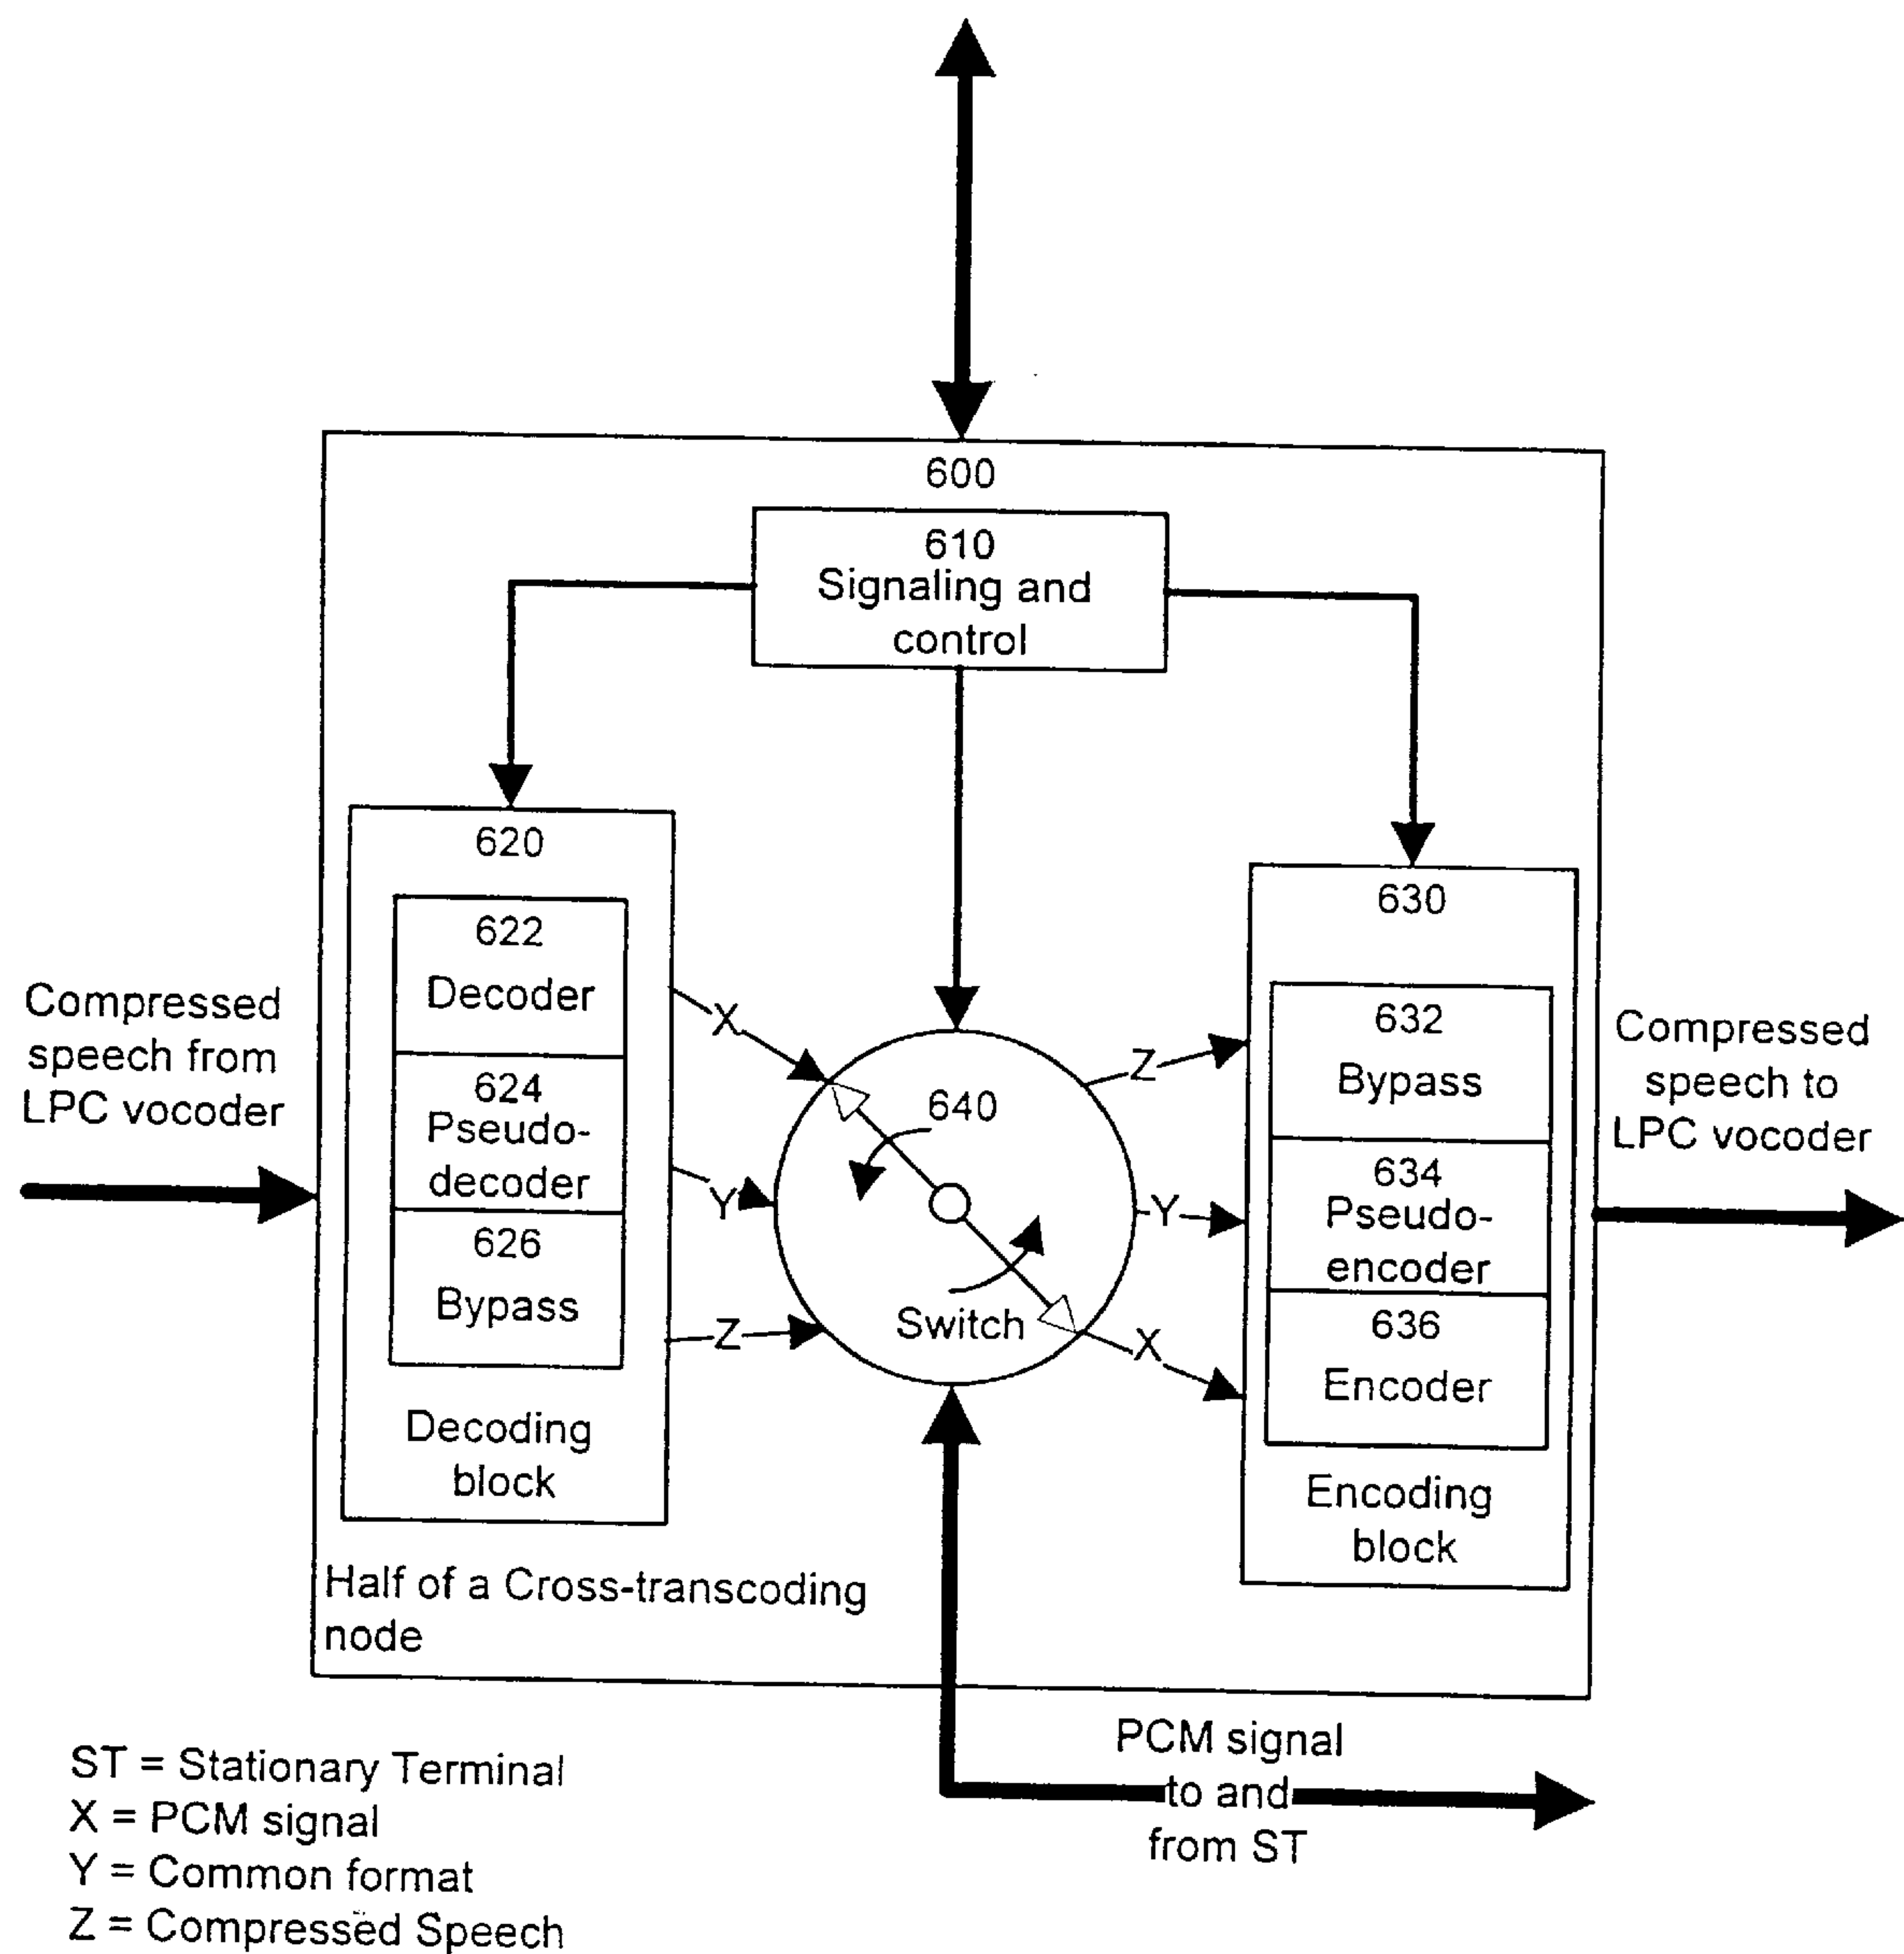 600
610
Signaling and
control
620
622
Decoder
624
Pseudo-
decoder
626
Bypass
Decoding
block
Compressed
speech from
LPC vocoder
X
Y
Z
640
Switch
Z
Y
X
630
632
Bypass
634
Pseudo-
encoder
636
Encoder
Encoding
block
Compressed
speech to
LPC vocoder
Half of a Cross-transcoding
node
PCM signal
to and
from ST
ST = Stationary Terminal
X = PCM signal
Y = Common format
Z = Compressed Speech